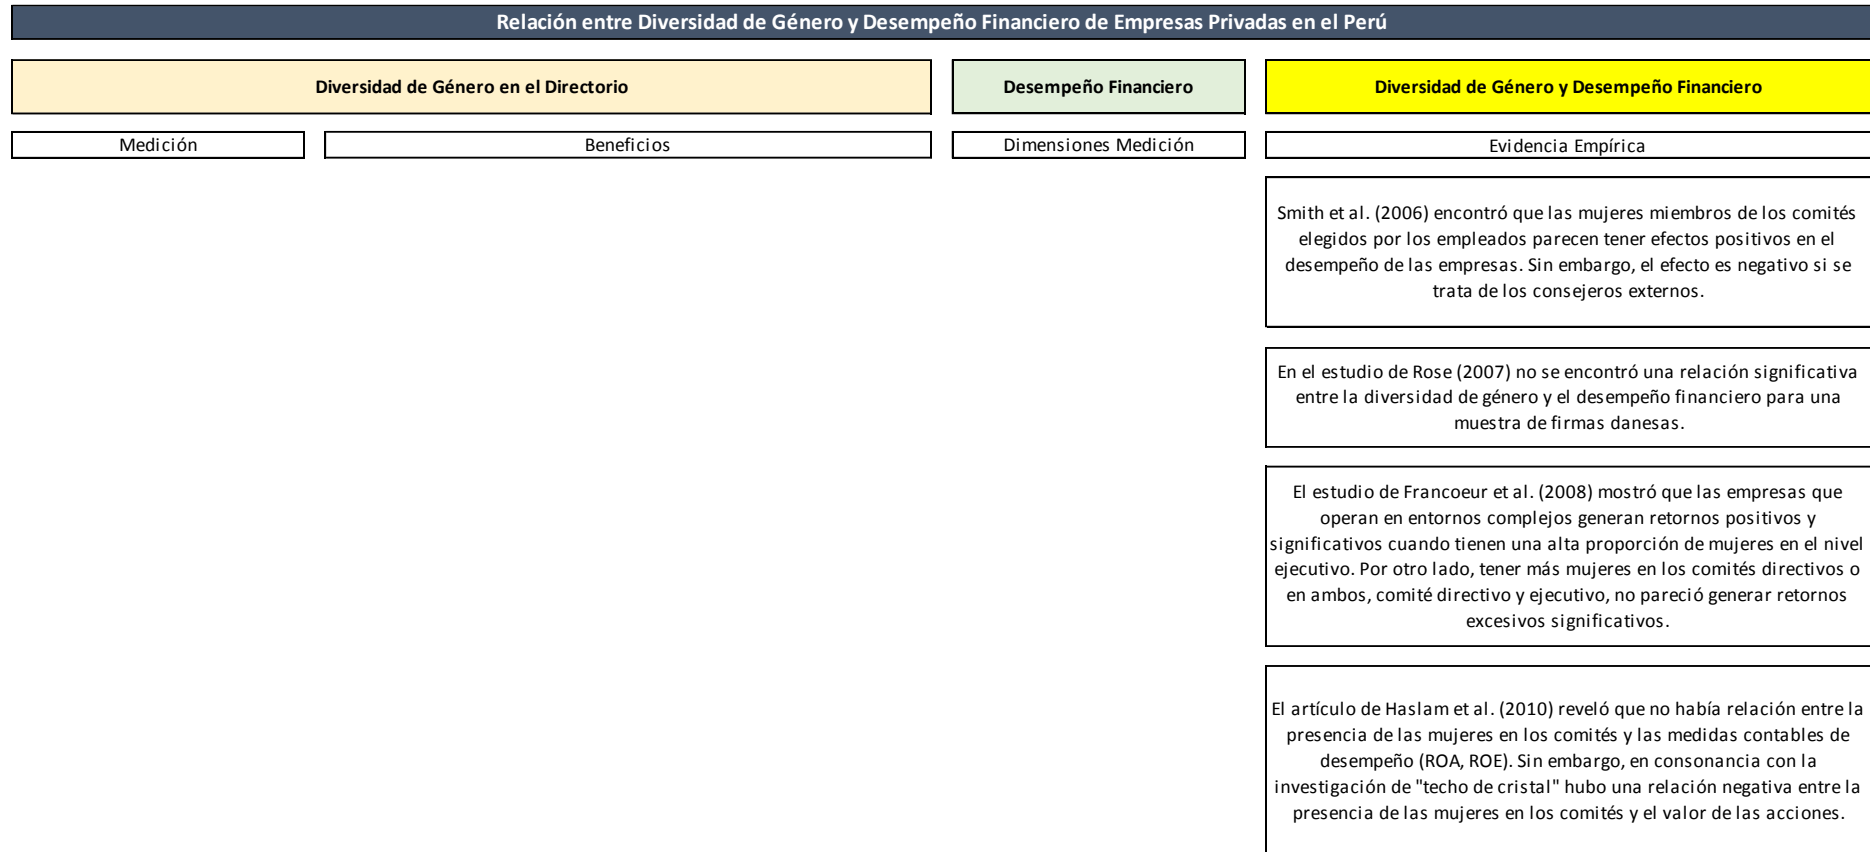 Relación entre Diversidad de Género y Desempeño Financiero de Empresas Privadas en el Perú
Diversidad de Género en el Directorio
Desempeño Financiero
Diversidad de Género y Desempeño Financiero
Medición
Beneficios
Dimensiones Medición
Evidencia Empírica
Smith et al. (2006) encontró que las mujeres miembros de los comités
elegidos por los empleados parecen tener efectos positivos en el
desempeño de las empresas. Sin embargo, el efecto es negativo si se
trata de los consejeros externos.
En el estudio de Rose (2007) no se encontró una relación significativa
entre la diversidad de género y el desempeño financiero para una
muestra de firmas danesas.
El estudio de Francoeur et al. (2008) mostró que las empresas que
operan en entornos complejos generan retornos positivos y
significativos cuando tienen una alta proporción de mujeres en el nivel
ejecutivo. Por otro lado, tener más mujeres en los comités directivos o
en ambos, comité directivo y ejecutivo, no pareció generar retornos
excesivos significativos.
El artículo de Haslam et al. (2010) reveló que no había relación entre la
presencia de las mujeres en los comités y las medidas contables de
desempeño (ROA, ROE). Sin embargo, en consonancia con la
investigación de "techo de cristal" hubo una relación negativa entre la
presencia de las mujeres en los comités y el valor de las acciones.